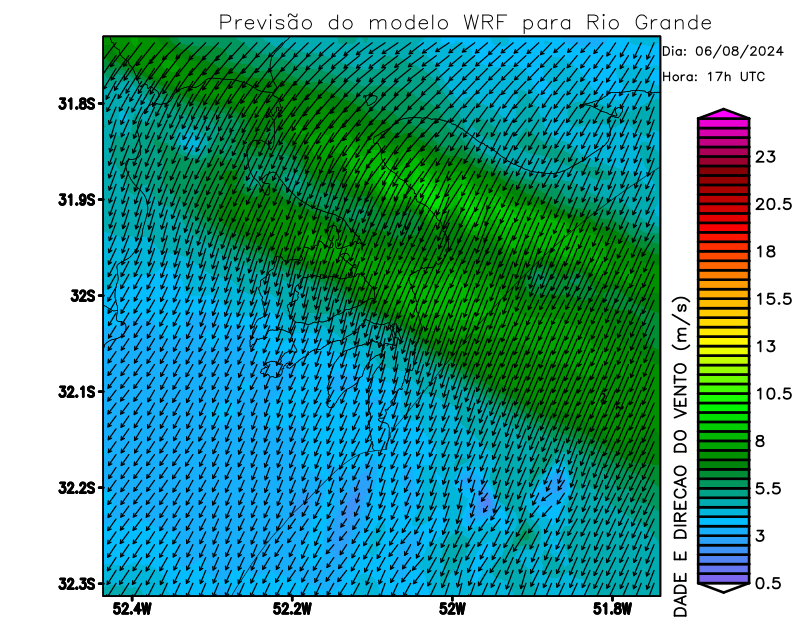 Previsão do modelo WRF para Rio Grande
Dia: 06/08/2024
Hora: 17h UTC
31.8S
31.9S
32S
32.1S
32.2S
32.3S
52.4W
52.2W
52W
51.8W
DADE E DIRECAO DO VENTO (m/s)
23
20.5
18
15.5
13
10.5
8
5.5
3
0.5